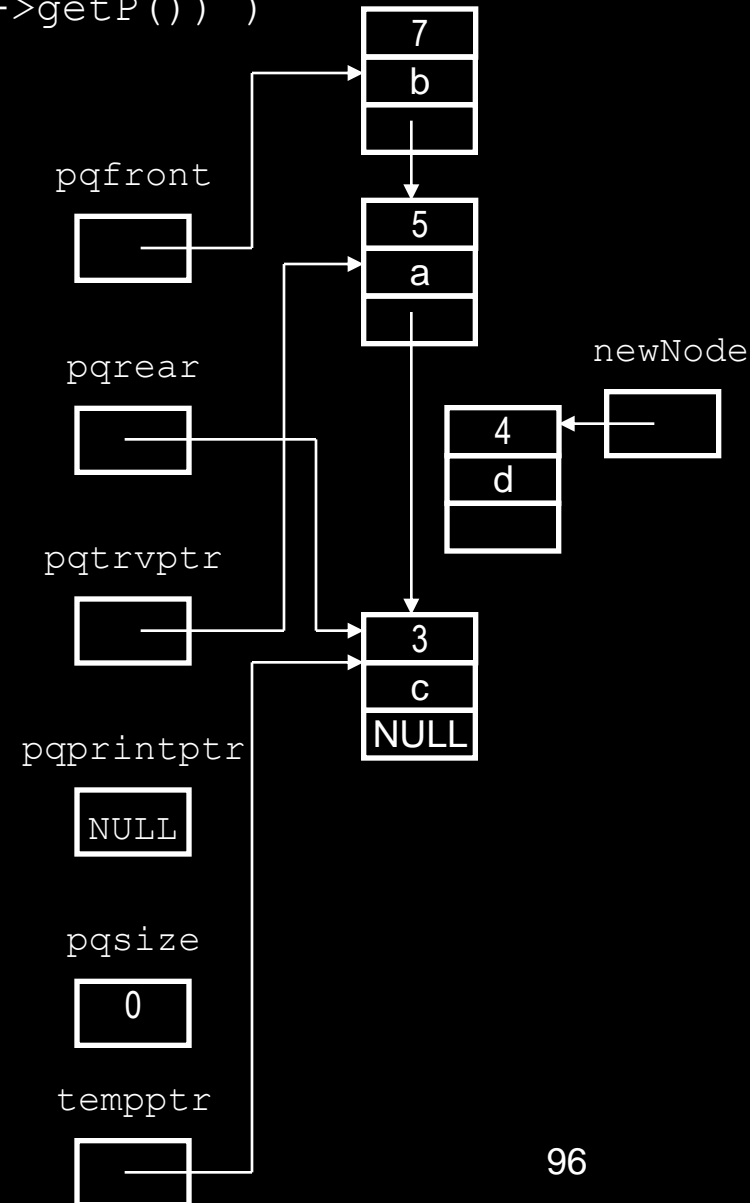 ->getP()) )
7
b
pqfront
5
a
pqrear
newNode
4
d
pqtrvptr
3
c
NULL
pqprintptr
NULL
pqsize
0
tempptr
96